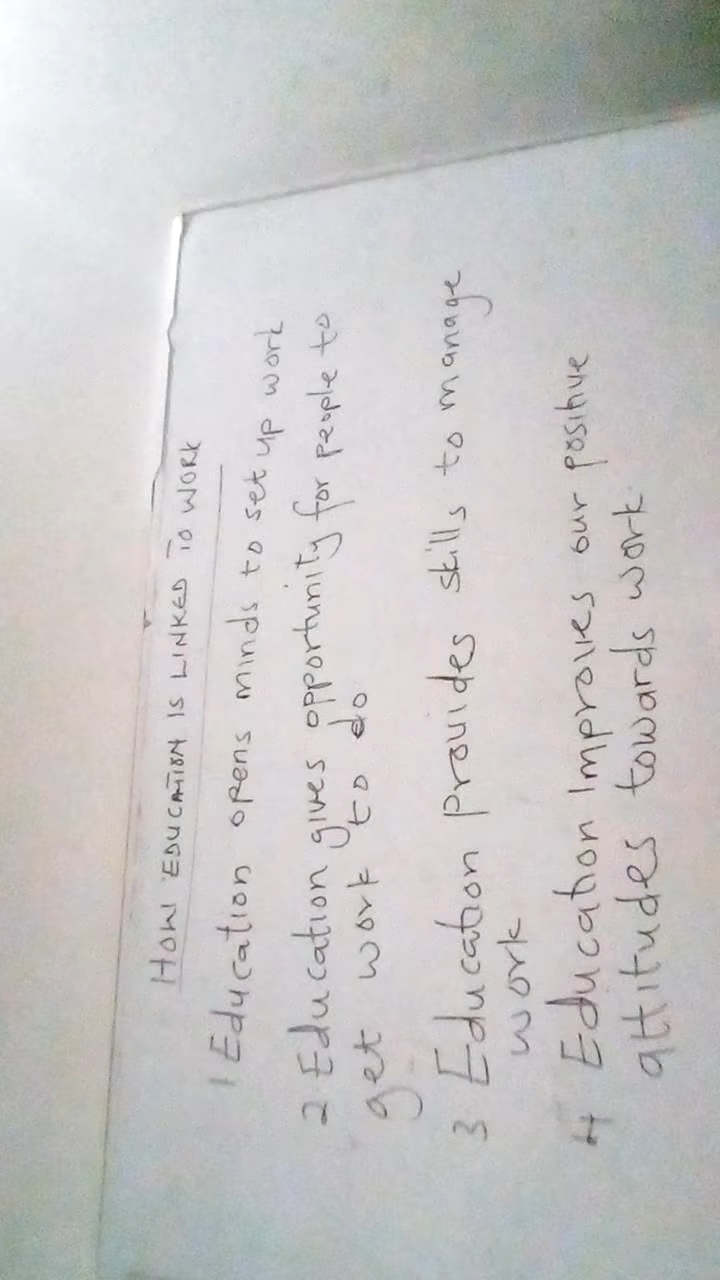 HOW EDUCATION IS LINKED TO WORK
1 Education opens minds to set up work
2 Education gives opportunity for people to
get work to do
3 Education provides skills to manage
work
4 Education improves our positive
attitudes towards work.